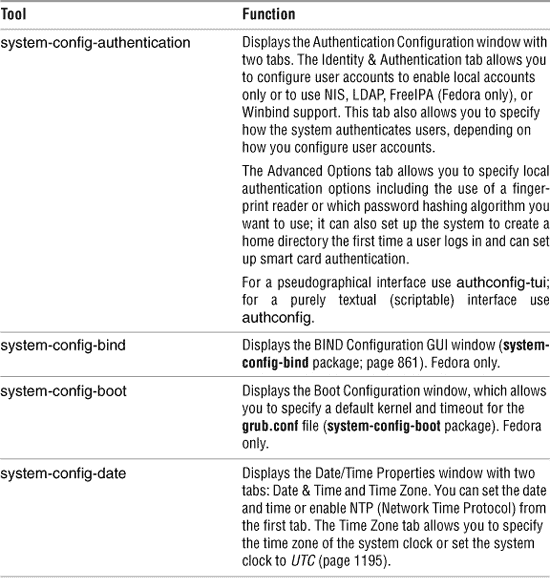 Tool Function
system-config-authentication Displays the Authentication Configuration window with
two tabs. The Identity & Authentication tab allows you
to configure user accounts to enable local accounts
only or to use NIS, LDAP, FreeIPA (Fedora only), or
Winbind support. This tab also allows you to specify
how the system authenticates users, depending on
how you configure user accounts.
The Advanced Options tab allows you to specify local
authentication options including the use of a finger-
print reader or which password hashing algorithm you
want to use; it can also set up the system to create a
home directory the first time a user logs in and can set
up smart card authentication.
For a pseudographical interface use authconfig-tui;
for a purely textual (scriptable) interface use
authconfig.
system-config-bind Displays the BIND Configuration GUI window (system-
config-bind package; page 861). Fedora only.
system-config-boot Displays the Boot Configuration window, which allows
you to specify a default kernel and timeout for the
grub.conf file (system-config-boot package). Fedora
only.
system-config-date Displays the Date/Time Properties window with two
tabs: Date & Time and Time Zone. You can set the date
and time or enable NTP (Network Time Protocol) from
the first tab. The Time Zone tab allows you to specify
the time zone of the system clock or set the system
clock to UTC (page 1195).